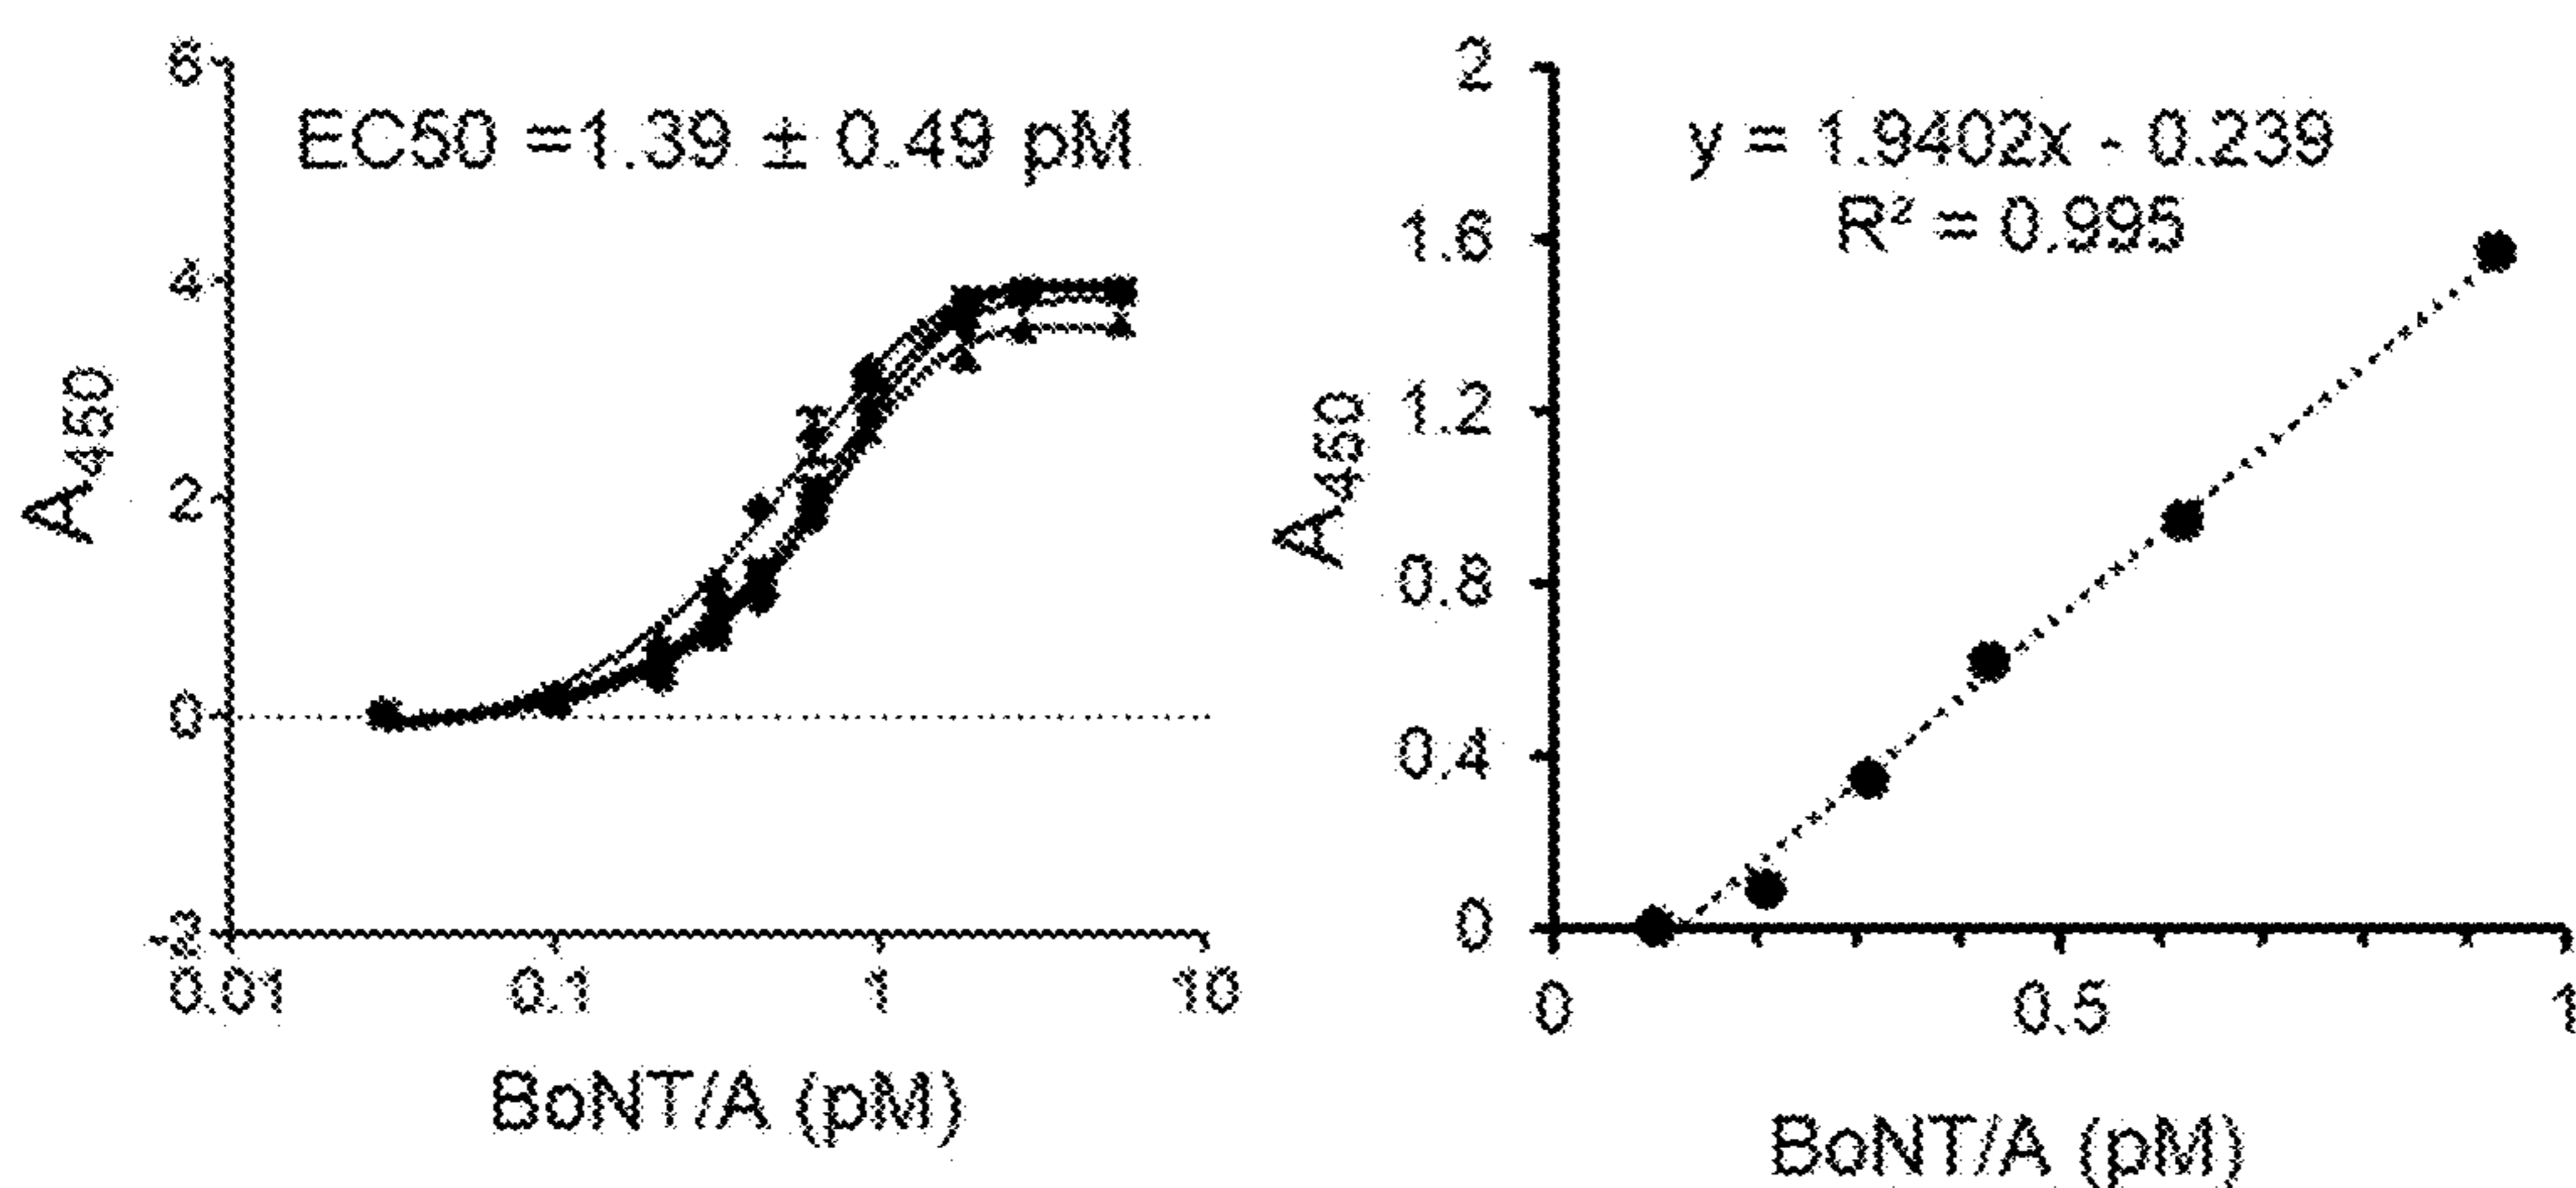 6
EC50 =1.39 ± 0.49 pM
4
A450
2
0
0.01
0.1
1
10
BoNT/A (pM)
2
y = 1.9402x - 0.239
R² = 0.995
1.6
1.2
A450
0.8
0.4
0
0
0.5
1
BoNT/A (pM)